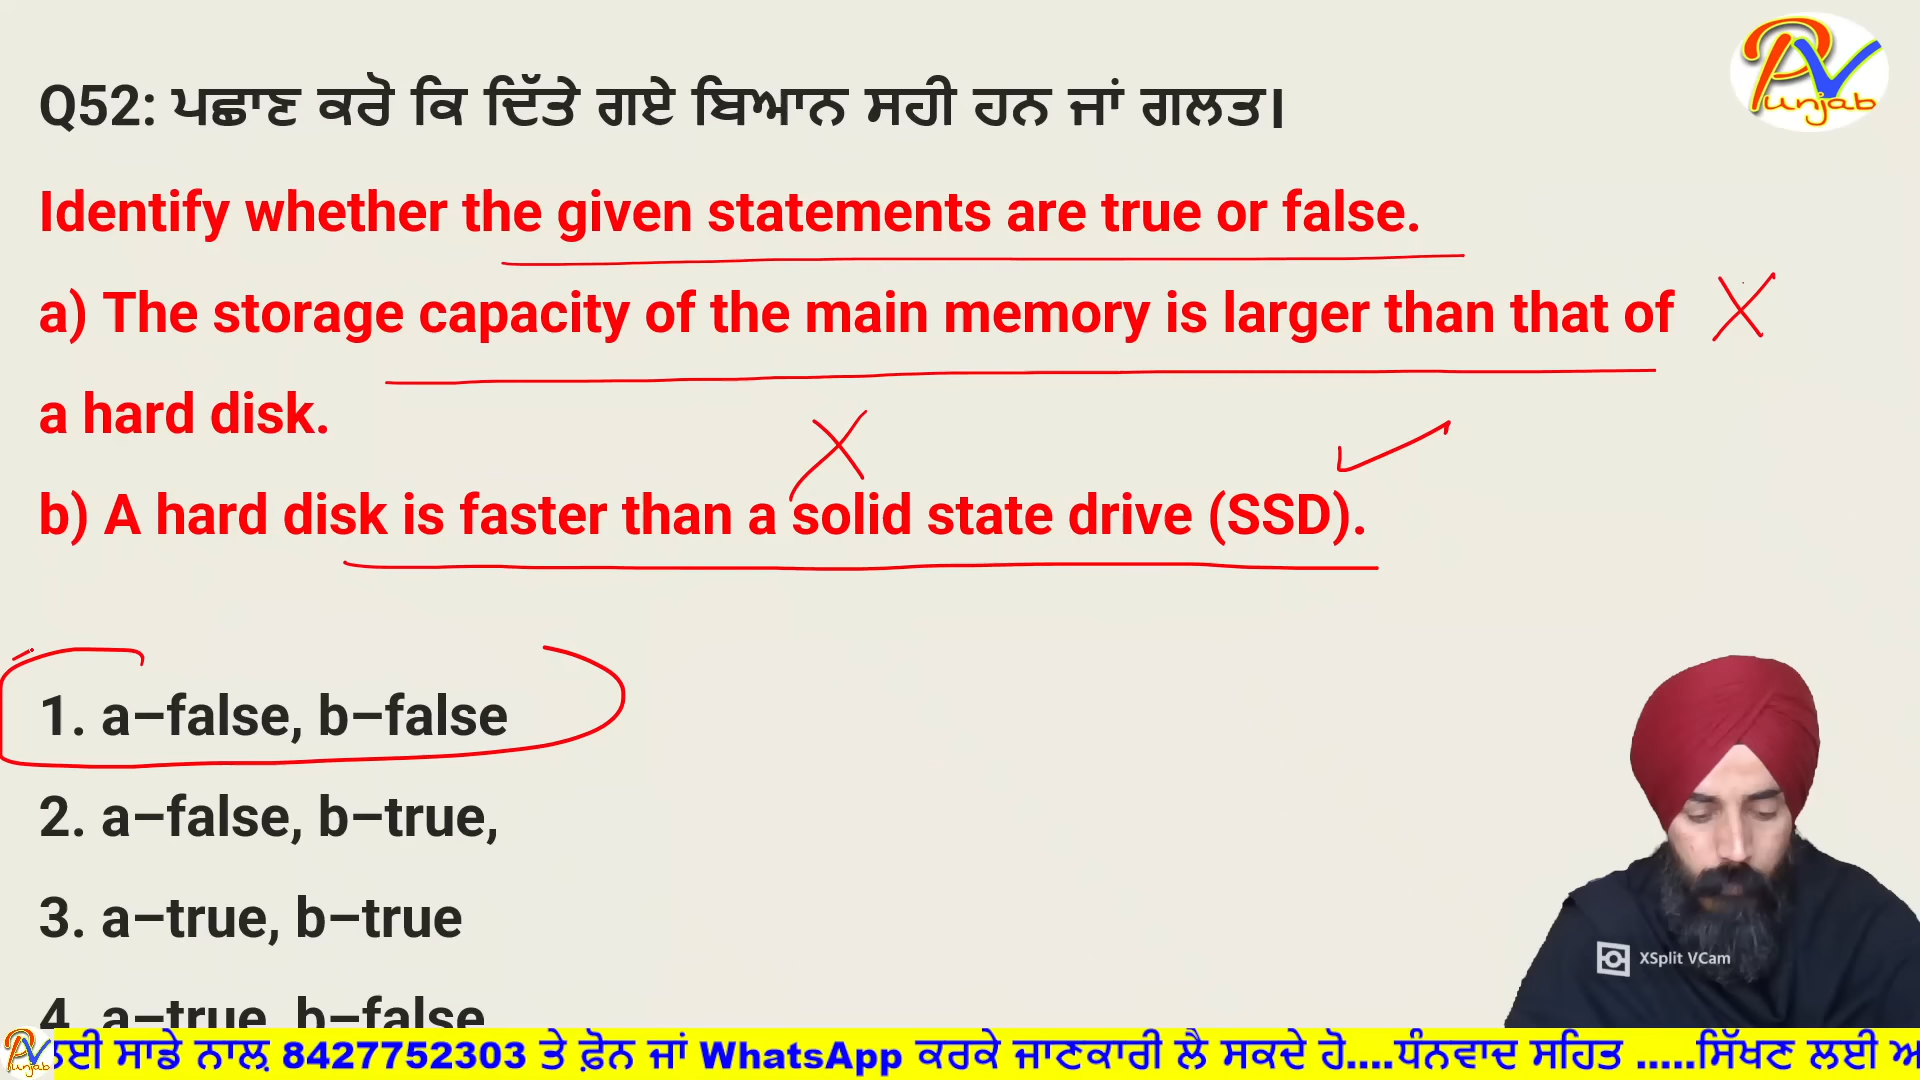 Q52: ਪਛਾਣ ਕਰੋ ਕਿ ਦਿੱਤੇ ਗਏ ਬਿਆਨ ਸਹੀ ਹਨ ਜਾਂ ਗਲਤ।
PV
unjab
Identify whether the given statements are true or false.
a) The storage capacity of the main memory is larger than that of
a hard disk.
b) A hard disk is faster than a solid state drive (SSD).
1. a–false, b–false
2. a–false, b–true,
3. a–true, b–true
4. a–true, b–false
XSplit VCam
ਲਈ ਸਾਡੇ ਨਾਲ਼ 8427752303 ਤੇ ਫ਼ੋਨ ਜਾਂ WhatsApp ਕਰਕੇ ਜਾਣਕਾਰੀ ਲੈ ਸਕਦੇ ਹੋ....ਧੰਨਵਾਦ ਸਹਿਤ .....ਸਿੱਖਣ ਲਈ